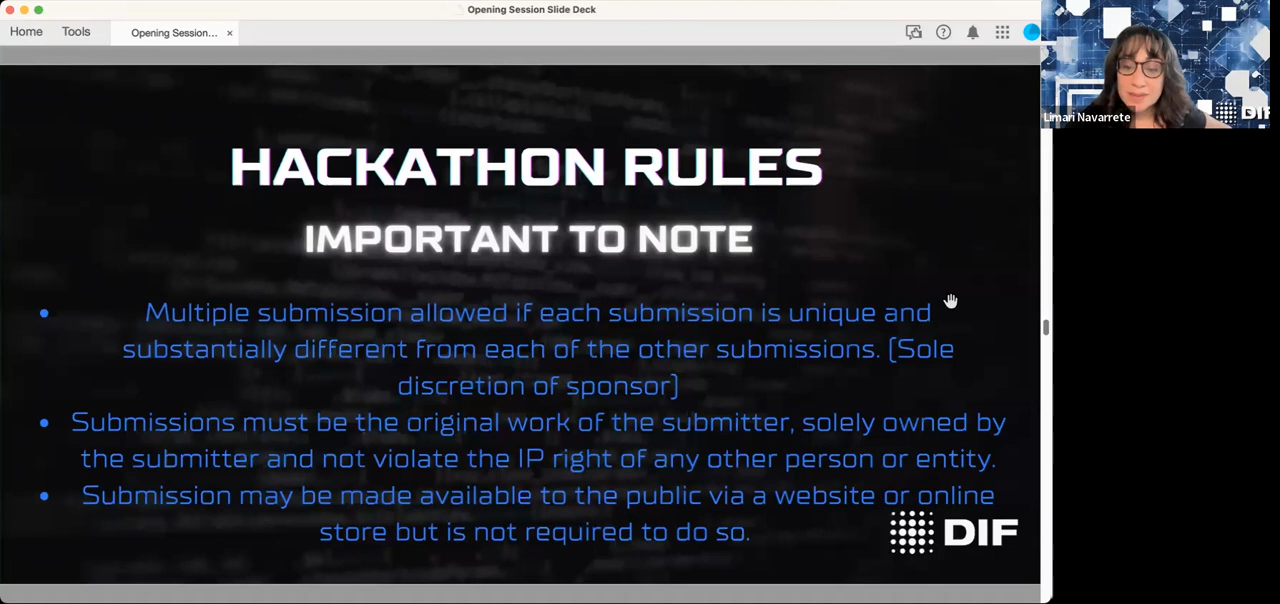 Opening Session Slide Deck
Home
Tools
Opening Session...
HACKATHON RULES
IMPORTANT TO NOTE
• Multiple submission allowed if each submission is unique and
substantially different from each of the other submissions. (Sole
discretion of sponsor)
• Submissions must be the original work of the submitter, solely owned by
the submitter and not violate the IP right of any other person or entity.
• Submission may be made available to the public via a website or online
store but is not required to do so.
DIF
Limari Navarrete
DIF